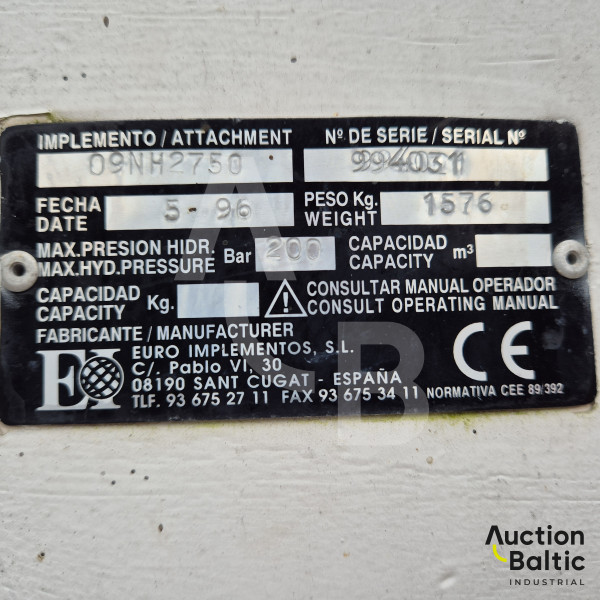 IMPLEMENTO / ATTACHMENT Nº DE SERIE / SERIAL Nº
09NH2750 994031
FECHA
DATE 5-96 PESO Kg.
WEIGHT 1576
MAX.PRESION HIDR.
MAX.HYD.PRESSURE Bar 200 CAPACIDAD
CAPACITY m³
CAPACIDAD
CAPACITY Kg. CONSULTAR MANUAL OPERADOR
CONSULT OPERATING MANUAL
FABRICANTE / MANUFACTURER
EI EURO IMPLEMENTOS, S.L.
C/. Pablo VI, 30
08190 SANT CUGAT - ESPAÑA
TLF. 93 675 27 11 FAX 93 675 34 11 NORMATIVA CEE 89/392
CE
ACB
Auction
Baltic
INDUSTRIAL